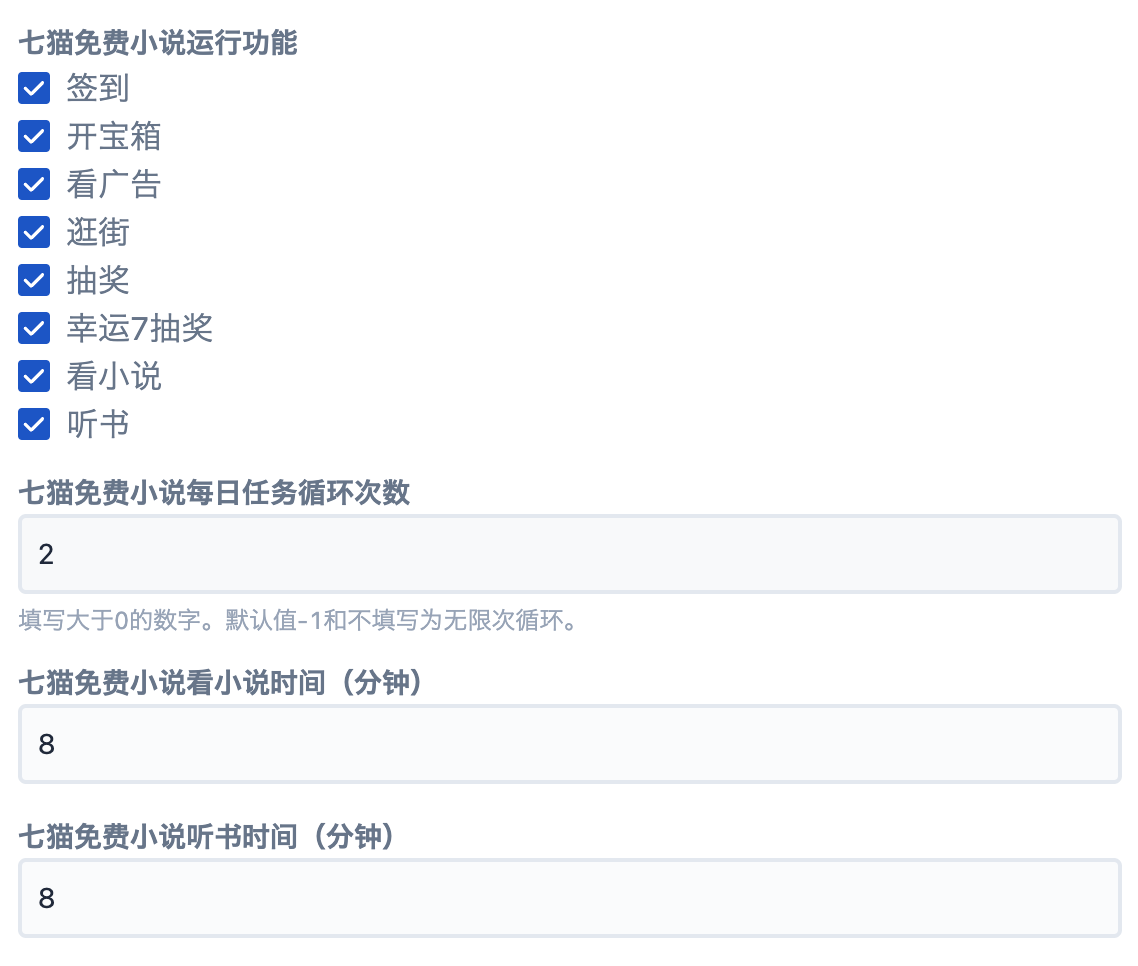 七猫免费小说运行功能
签到
开宝箱
看广告
逛街
抽奖
幸运7抽奖
看小说
听书
七猫免费小说每日任务循环次数
2
填写大于0的数字。默认值-1和不填写为无限次循环。
七猫免费小说看小说时间（分钟）
8
七猫免费小说听书时间（分钟）
8